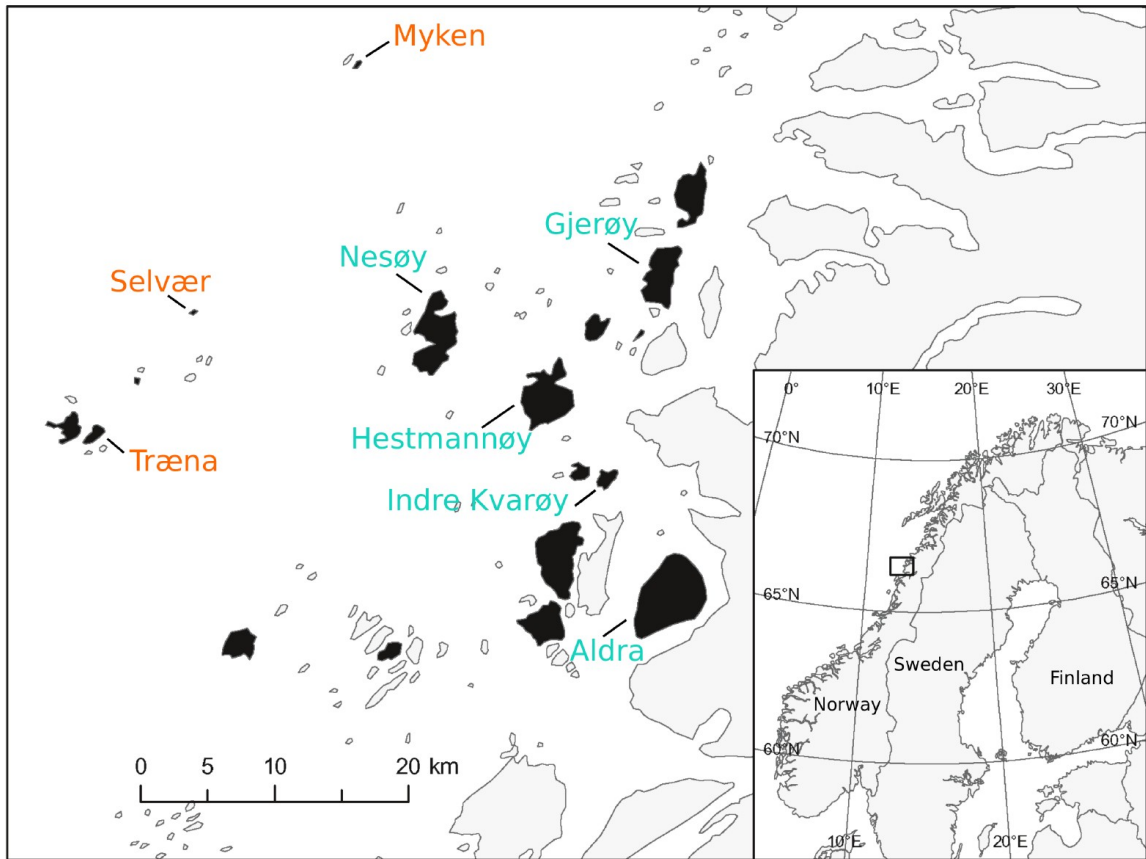 Myken
Gjerøy
Nesøy
Selvær
Hestmannøy
Træna
Indre Kvarøy
Aldra
0 5 10 20 km
0° 10°E 20°E 30°E
70°N 70°N
65°N 65°N
Sweden
Finland
Norway
60°N 60°N
10°E 20°E